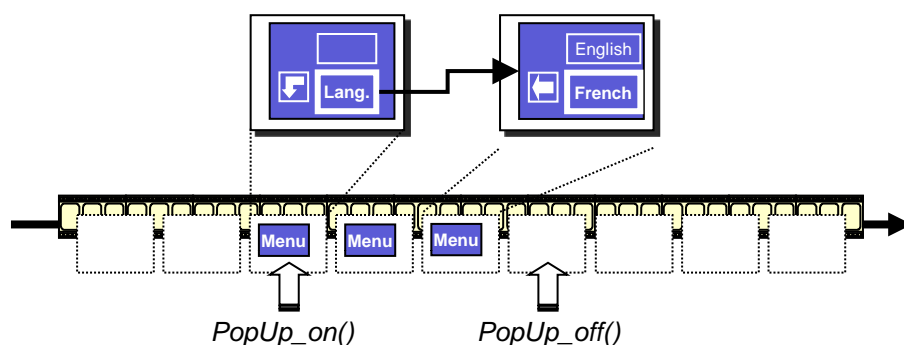 English
Lang.
French
Menu
Menu
Menu
PopUp_on()
PopUp_off()